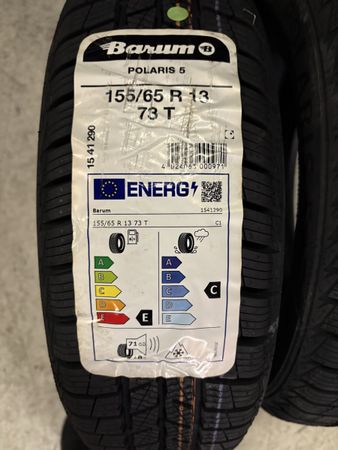 Barum
POLARIS 5
155/65 R 13
73 T
15 41 290
ENERG
Barum
1541290
155/65 R 13 73 T
C1
A
B
C
D
E
E
A
B
C
D
E
C
71 dB